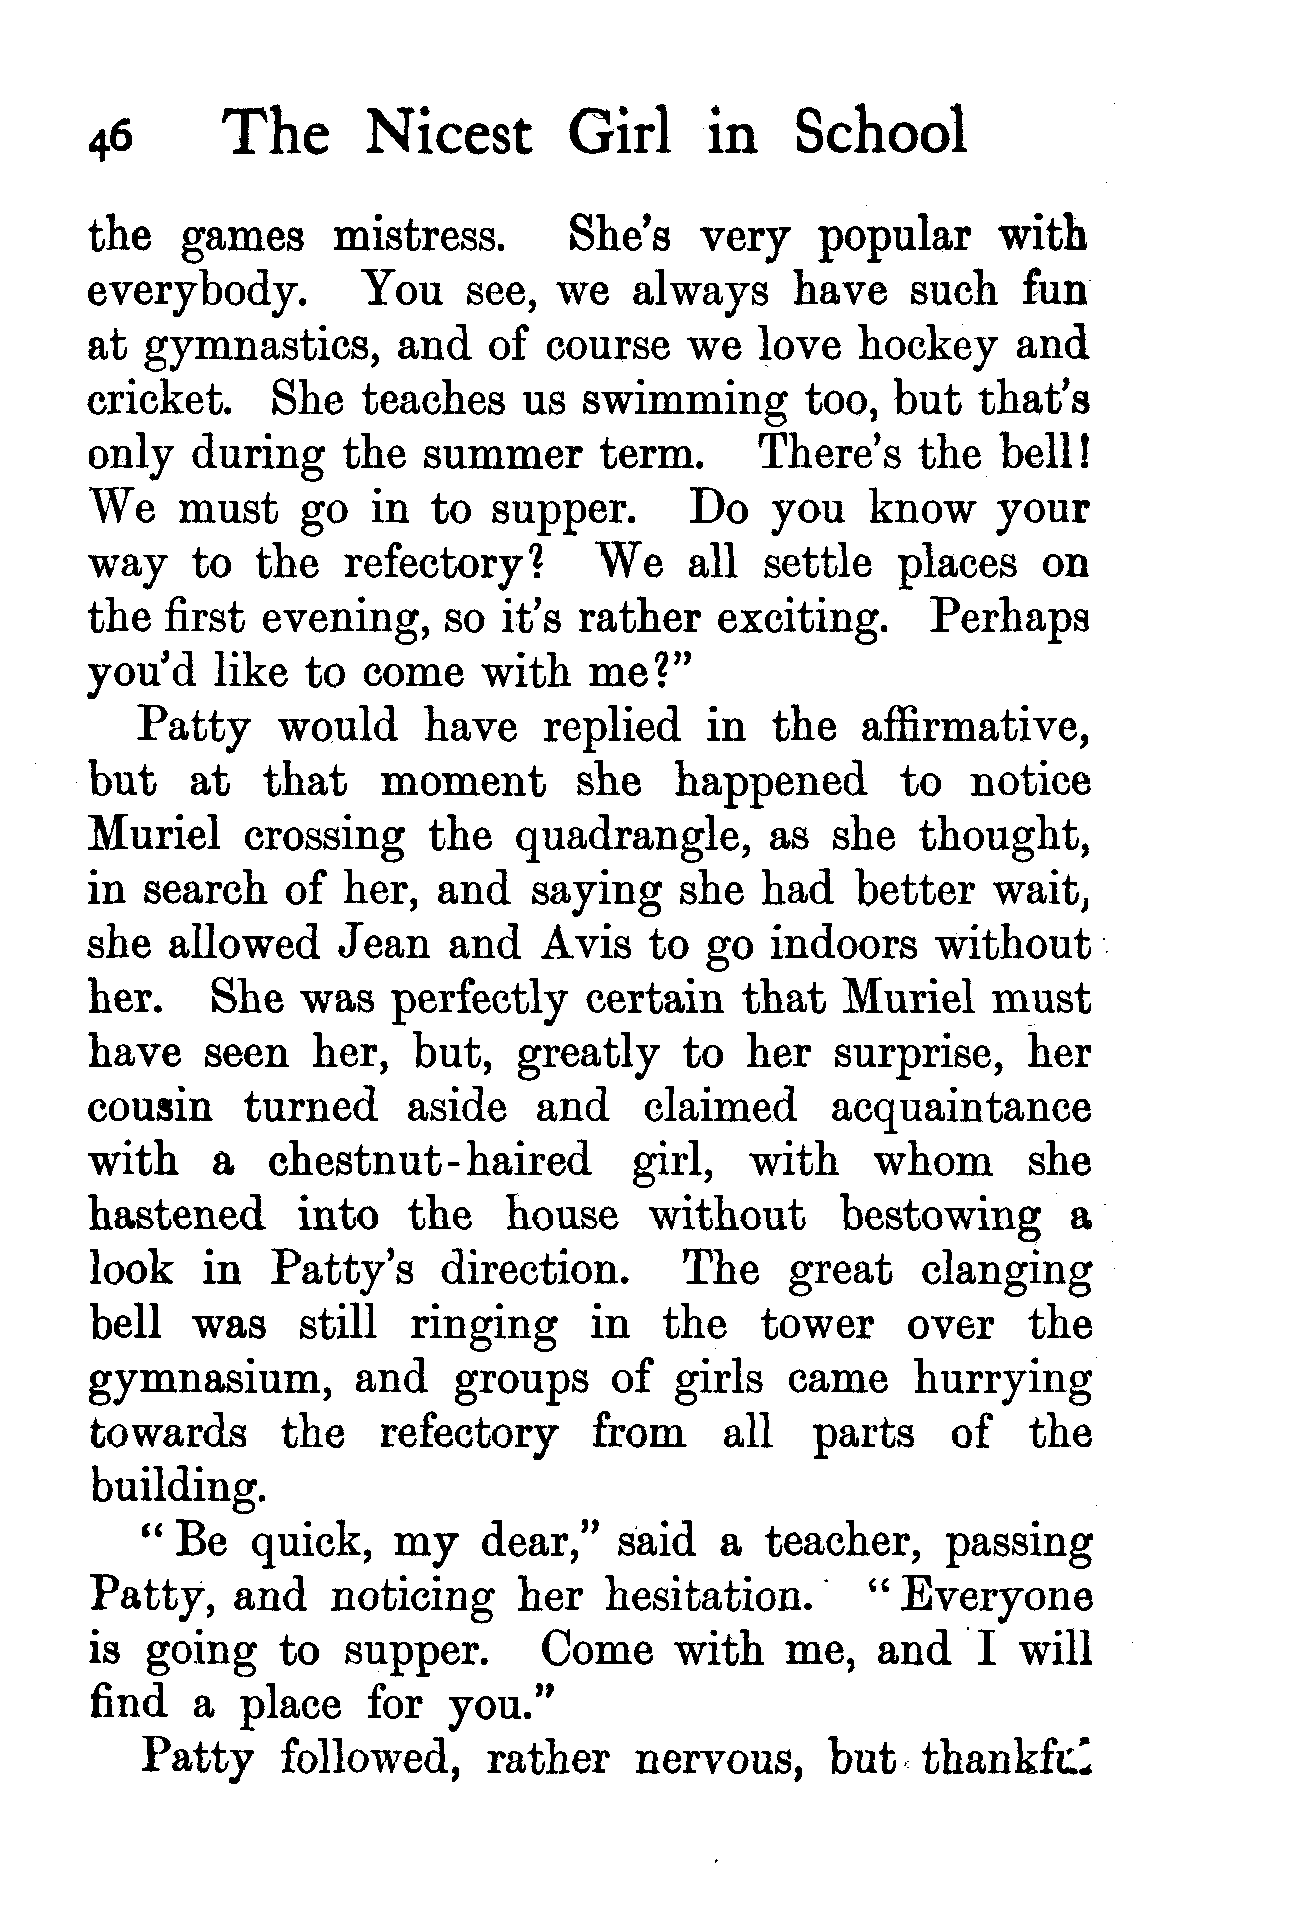 46 The Nicest Girl in School
the games mistress. She's very popular with
everybody. You see, we always have such fun
at gymnastics, and of course we love hockey and
cricket. She teaches us swimming too, but that's
only during the summer term. There's the bell!
We must go in to supper. Do you know your
way to the refectory? We all settle places on
the first evening, so it's rather exciting. Perhaps
you'd like to come with me?"
Patty would have replied in the affirmative,
but at that moment she happened to notice
Muriel crossing the quadrangle, as she thought,
in search of her, and saying she had better wait,
she allowed Jean and Avis to go indoors without
her. She was perfectly certain that Muriel must
have seen her, but, greatly to her surprise, her
cousin turned aside and claimed acquaintance
with a chestnut-haired girl, with whom she
hastened into the house without bestowing a
look in Patty's direction. The great clanging
bell was still ringing in the tower over the
gymnasium, and groups of girls came hurrying
towards the refectory from all parts of the
building.
"Be quick, my dear," said a teacher, passing
Patty, and noticing her hesitation. "Everyone
is going to supper. Come with me, and I will
find a place for you."
Patty followed, rather nervous, but thankful